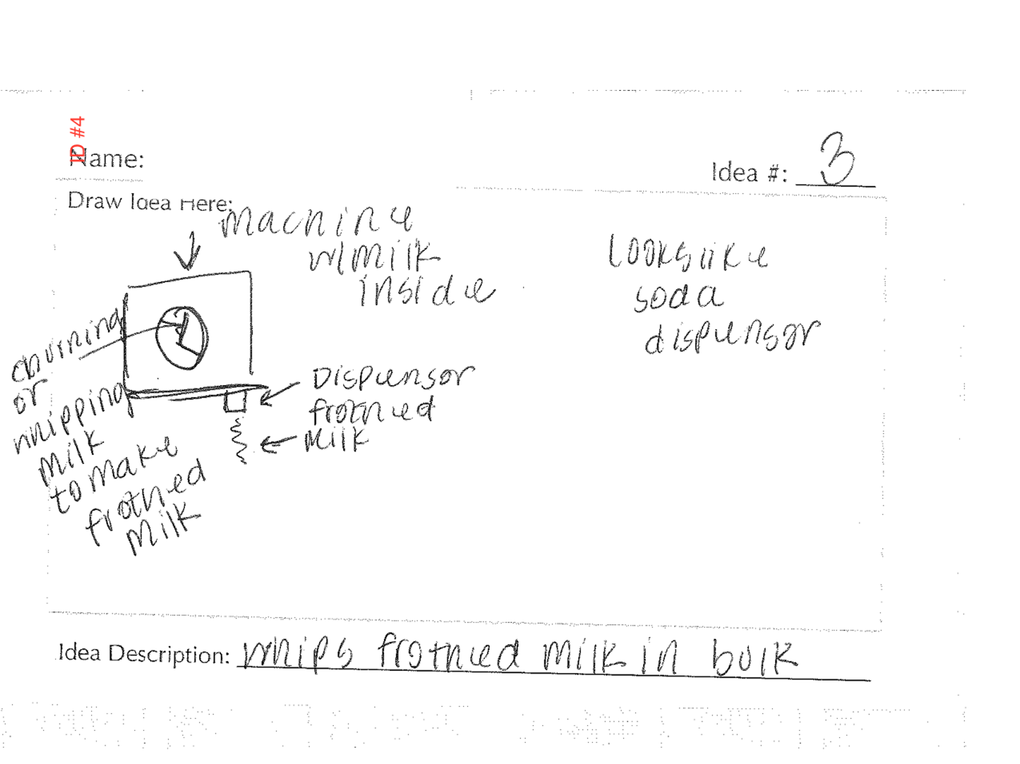 ID #4
Name:
Idea #: 3
Draw Idea Here:
machine
w/milk
inside
looks like
soda
dispensor
churning
or
whipping
milk
to make
frothed
milk
Dispensor
frothed
milk
Idea Description: whips frothed milk in bulk